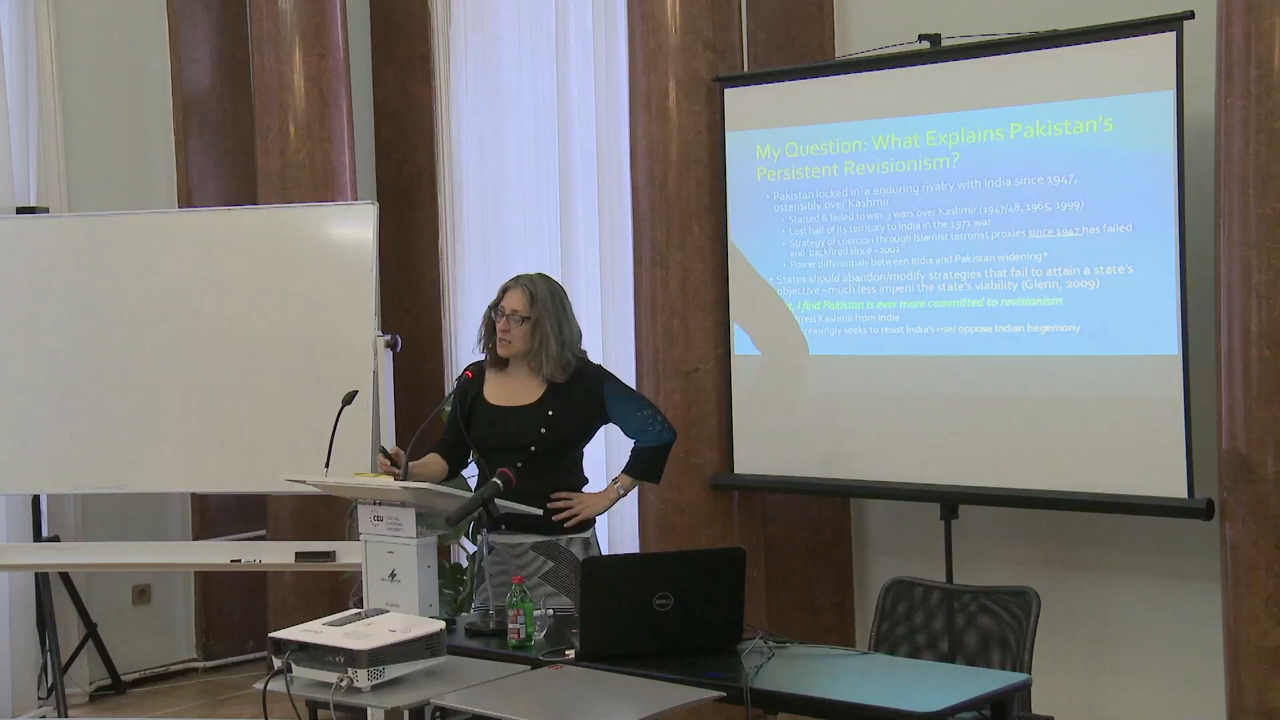 My Question: What Explains Pakistan's
Persistent Revisionism?
• Pakistan locked in a enduring rivalry with India since 1947,
ostensibly over Kashmir
• Started & failed to win 3 wars over Kashmir (1947/48, 1965, 1999)
• Lost half of its territory to India in the 1971 war
• Strategy of coercion through Islamist terrorist proxies since 1947 has failed
and backfired since ~2002
• Power differentials between India and Pakistan widening*
• States should abandon/modify strategies that fail to attain a state's
objective –much less imperil the state's viability (Glenn, 2009)
I find Pakistan is ever more committed to revisionism
Kashmir from India
seeks to resist India's rise/ oppose Indian hegemony
CEU
DELL